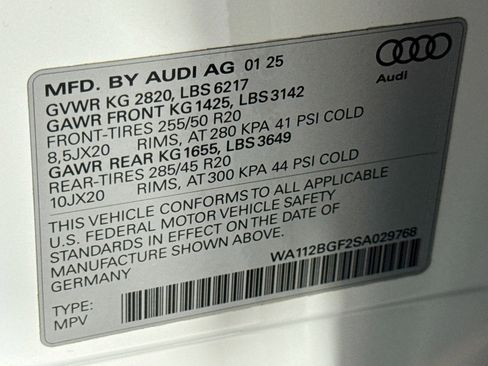 MFD. BY AUDI AG 01 25
GVWR KG 2820, LBS 6217
GAWR FRONT KG 1425, LBS 3142
FRONT-TIRES 255/50 R20
8,5JX20 RIMS, AT 280 KPA 41 PSI COLD
GAWR REAR KG 1655, LBS 3649
REAR-TIRES 285/45 R20
10JX20 RIMS, AT 300 KPA 44 PSI COLD
THIS VEHICLE CONFORMS TO ALL APPLICABLE
U.S. FEDERAL MOTOR VEHICLE SAFETY
STANDARDS IN EFFECT ON THE DATE OF
MANUFACTURE SHOWN ABOVE.
GERMANY
WA112BGF2SA029768
TYPE:
MPV
Audi